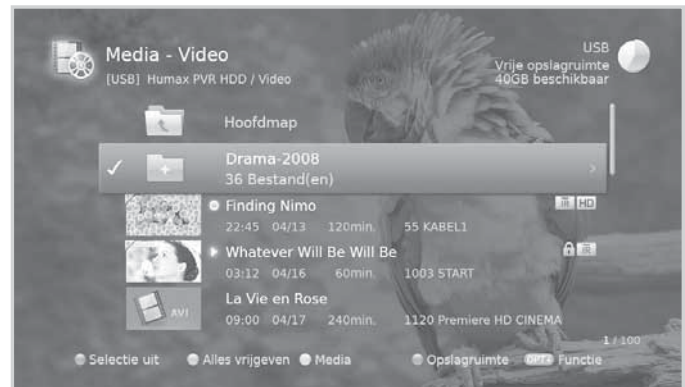 Media - Video
[USB] Humax PVR HDD / Video
USB
Vrije opslagruimte
40GB beschikbaar
Hoofdmap
Drama-2008
36 Bestand(en)
Finding Nimo
HD
22:45 04/13 120min. 55 KABEL1
Whatever Will Be Will Be
03:12 04/16 60min. 1003 START
La Vie en Rose
AVI
09:00 04/17 240min. 1120 Premiere HD CINEMA
1 / 100
Selectie uit Alles vrijgeven Media Opslagruimte OPT+ Functie